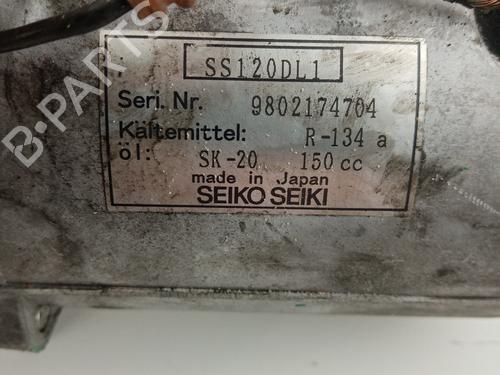 SS120DL1
Seri. Nr. 9802174704
Kältemittel: R-134 a
öl: SK-20 150 cc
made in Japan
SEIKO SEIKI
B-PARTS